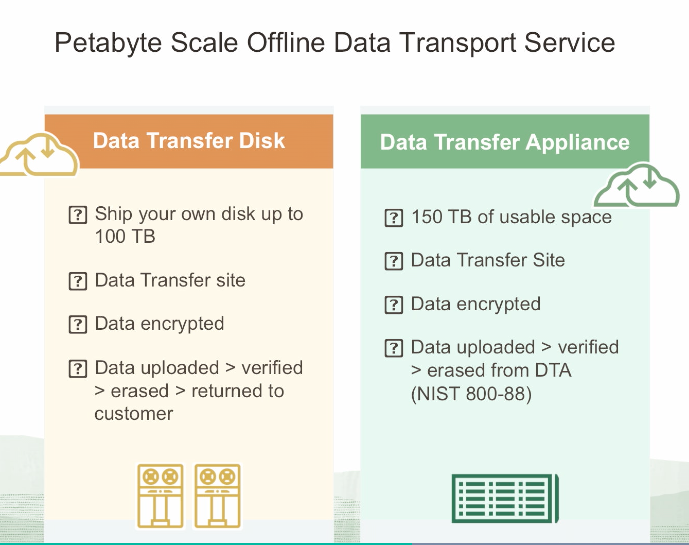 Petabyte Scale Offline Data Transport Service
Data Transfer Disk
? Ship your own disk up to
100 TB
? Data Transfer site
? Data encrypted
? Data uploaded > verified
> erased > returned to
customer
Data Transfer Appliance
? 150 TB of usable space
? Data Transfer Site
? Data encrypted
? Data uploaded > verified
> erased from DTA
(NIST 800-88)